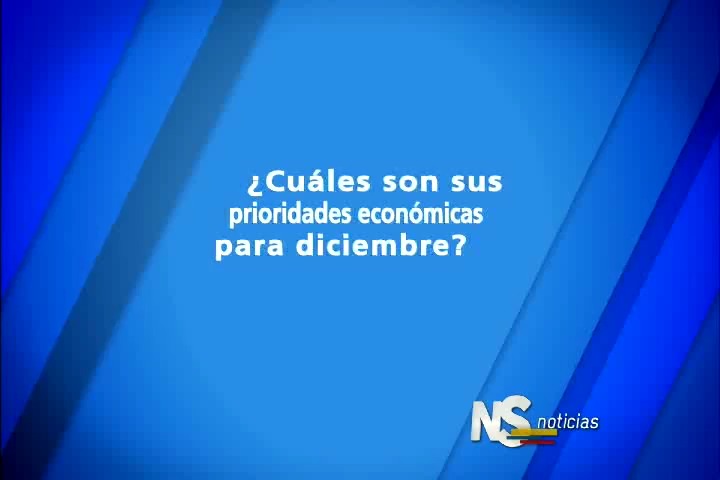 ¿Cuáles son sus
prioridades económicas
para diciembre?
NS noticias